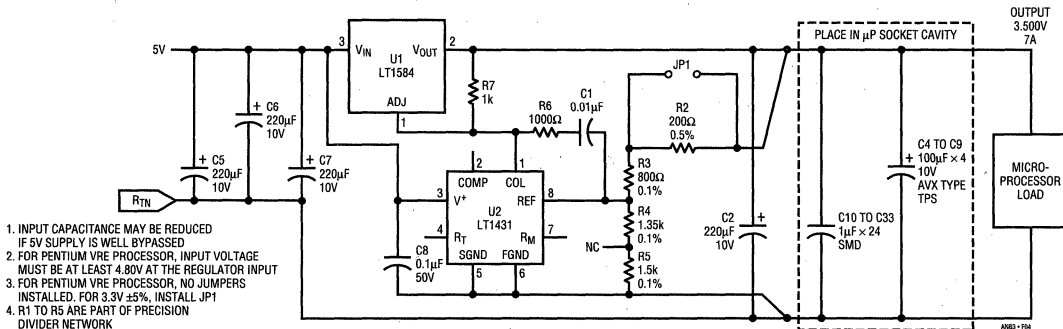 OUTPUT
3.500V
7A
PLACE IN µP SOCKET CAVITY
5V
3
VIN
VOUT
2
U1
LT1584
ADJ
1
JP1
R7
1k
C1
0.01µF
R6
1000Ω
R2
200Ω
0.5%
+
C6
220µF
10V
+
C5
220µF
10V
+
C7
220µF
10V
RTN
2
1
COMP
COL
3
V+
REF
8
U2
LT1431
4
RT
RM
7
SGND
FGND
5
6
R3
800Ω
0.1%
R4
1.35k
0.1%
NC
R5
1.5k
0.1%
C8
0.1µF
50V
C2
220µF
10V
+
C10 TO C33
1µF × 24
SMD
+
C4 TO C9
100µF × 4
10V
AVX TYPE
TPS
MICRO-
PROCESSOR
LOAD
1. INPUT CAPACITANCE MAY BE REDUCED
IF 5V SUPPLY IS WELL BYPASSED
2. FOR PENTIUM VRE PROCESSOR, INPUT VOLTAGE
MUST BE AT LEAST 4.80V AT THE REGULATOR INPUT
3. FOR PENTIUM VRE PROCESSOR, NO JUMPERS
INSTALLED. FOR 3.3V ±5%, INSTALL JP1
4. R1 TO R5 ARE PART OF PRECISION
DIVIDER NETWORK
AN63 • F04